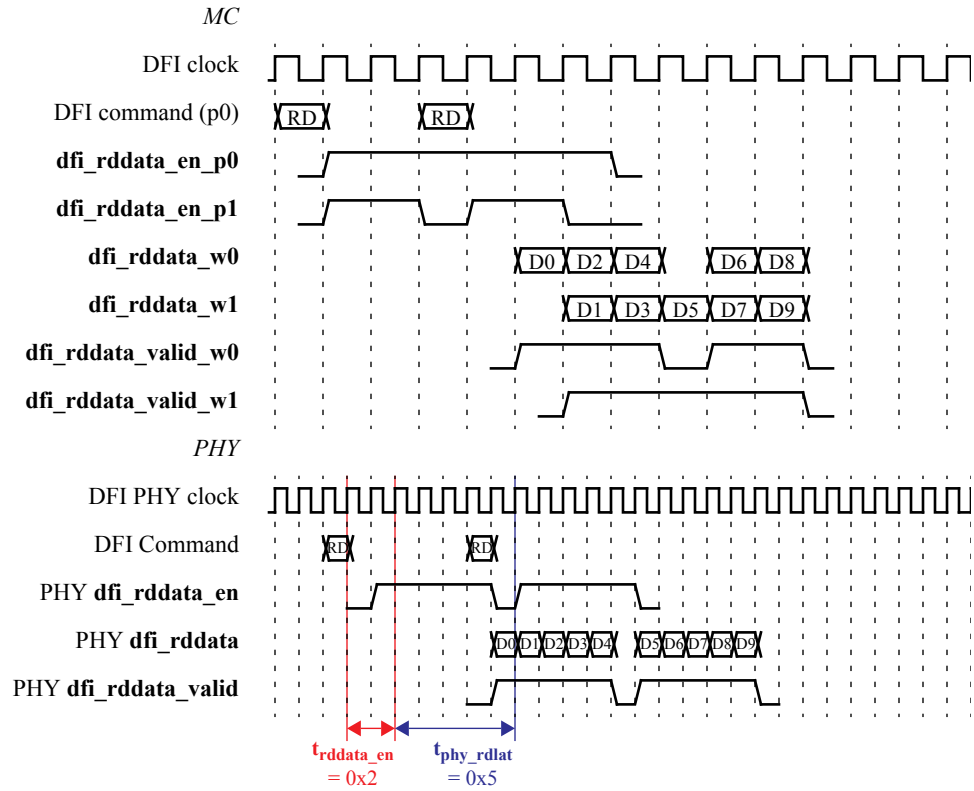 MC
DFI clock
DFI command (p0) RD RD
dfi_rddata_en_p0
dfi_rddata_en_p1
dfi_rddata_w0 D0 D2 D4 D6 D8
dfi_rddata_w1 D1 D3 D5 D7 D9
dfi_rddata_valid_w0
dfi_rddata_valid_w1
PHY
DFI PHY clock
DFI Command RD RD
PHY dfi_rddata_en
PHY dfi_rddata D0 D1 D2 D3 D4 D5 D6 D7 D8 D9
PHY dfi_rddata_valid
trddata_en tphy_rdlat
= 0x2 = 0x5